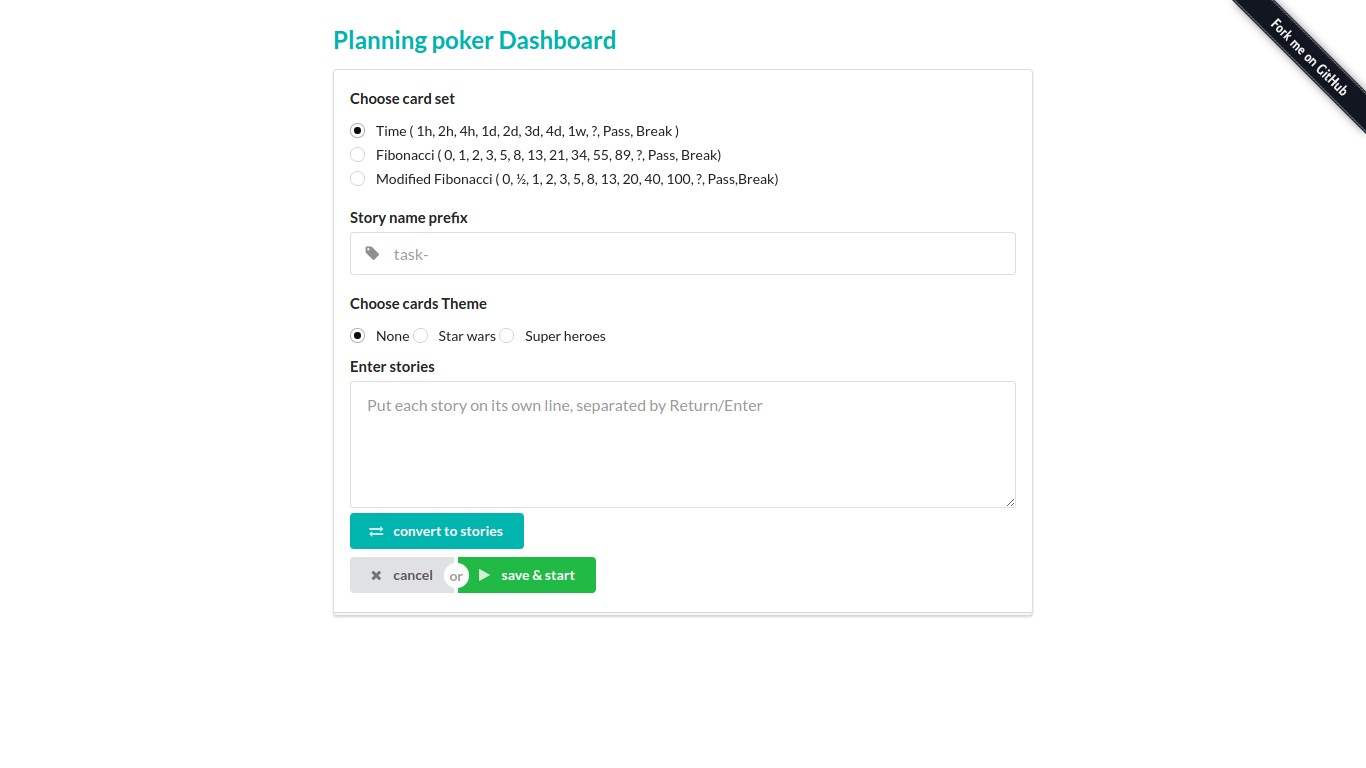 Planning poker Dashboard
Fork me on GitHub
Choose card set
Time ( 1h, 2h, 4h, 1d, 2d, 3d, 4d, 1w, ?, Pass, Break )
Fibonacci ( 0, 1, 2, 3, 5, 8, 13, 21, 34, 55, 89, ?, Pass, Break)
Modified Fibonacci ( 0, ½, 1, 2, 3, 5, 8, 13, 20, 40, 100, ?, Pass,Break)
Story name prefix
task-
Choose cards Theme
None Star wars Super heroes
Enter stories
Put each story on its own line, separated by Return/Enter
convert to stories
cancel or save & start